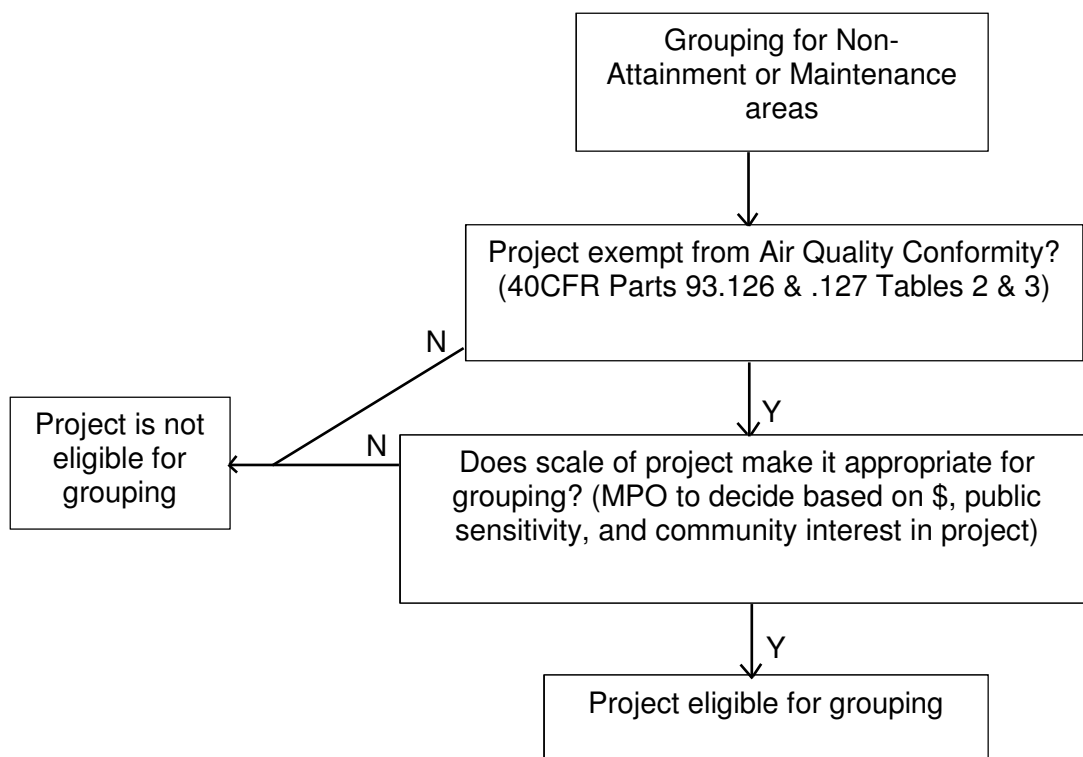 Grouping for Non-
Attainment or Maintenance
areas
Project exempt from Air Quality Conformity?
(40CFR Parts 93.126 & .127 Tables 2 & 3)
N
Y
Project is not
eligible for
grouping
N
Does scale of project make it appropriate for
grouping? (MPO to decide based on $, public
sensitivity, and community interest in project)
Y
Project eligible for grouping